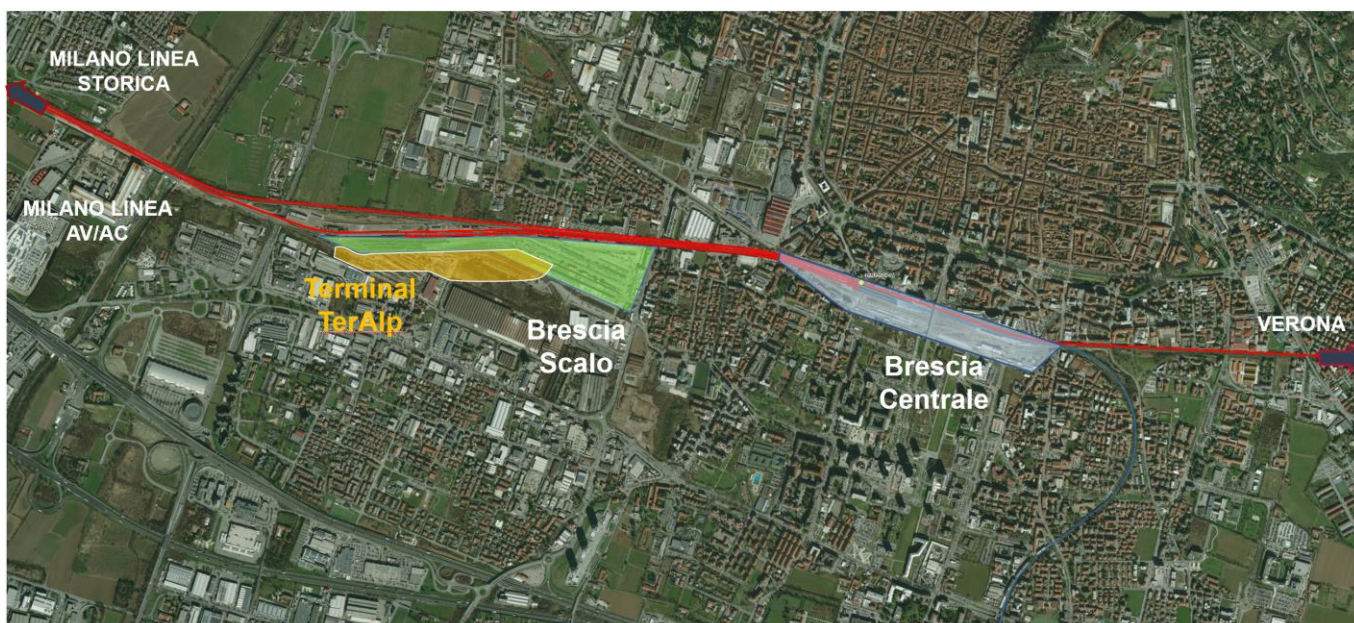 MILANO LINEA
STORICA
MILANO LINEA
AV/AC
Terminal
TerAlp
Brescia
Scalo
Brescia
Centrale
VERONA